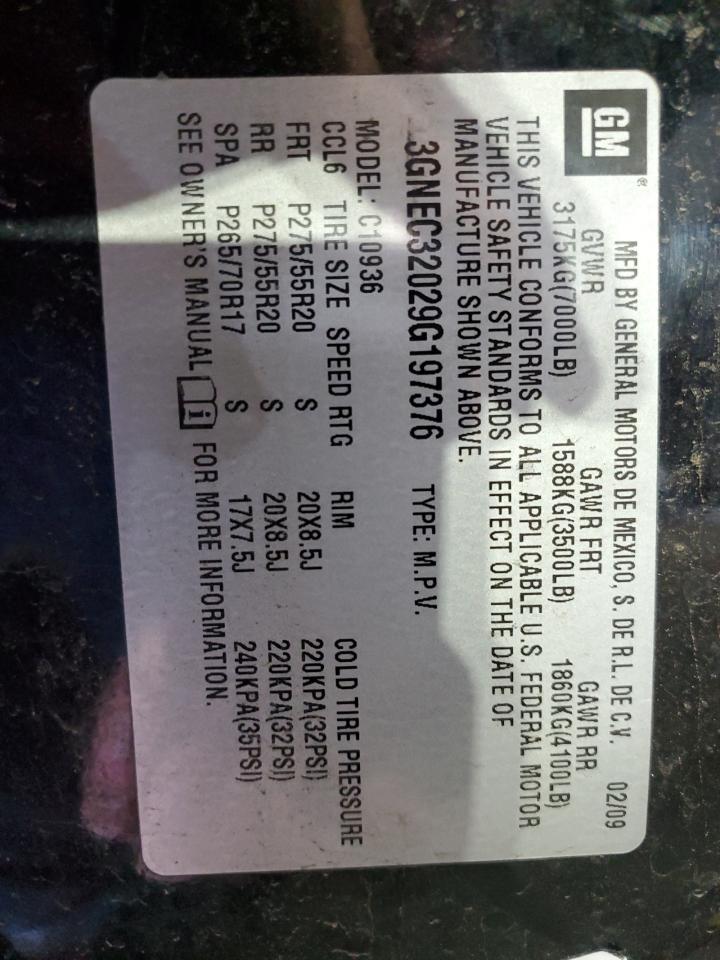 GM®
MFD BY GENERAL MOTORS DE MEXICO, S. DE R.L. DE C.V. 02/09
GVWR GAWR FRT GAWR RR
3175KG(7000LB) 1588KG(3500LB) 1860KG(4100LB)
THIS VEHICLE CONFORMS TO ALL APPLICABLE U.S. FEDERAL MOTOR
VEHICLE SAFETY STANDARDS IN EFFECT ON THE DATE OF
MANUFACTURE SHOWN ABOVE.
3GNEC32029G197376 TYPE: M.P.V.
MODEL: C10936
CCL6 TIRE SIZE SPEED RTG RIM COLD TIRE PRESSURE
FRT P275/55R20 S 20X8.5J 220KPA(32PSI)
RR P275/55R20 S 20X8.5J 220KPA(32PSI)
SPA P265/70R17 S 17X7.5J 240KPA(35PSI)
SEE OWNER'S MANUAL i FOR MORE INFORMATION.